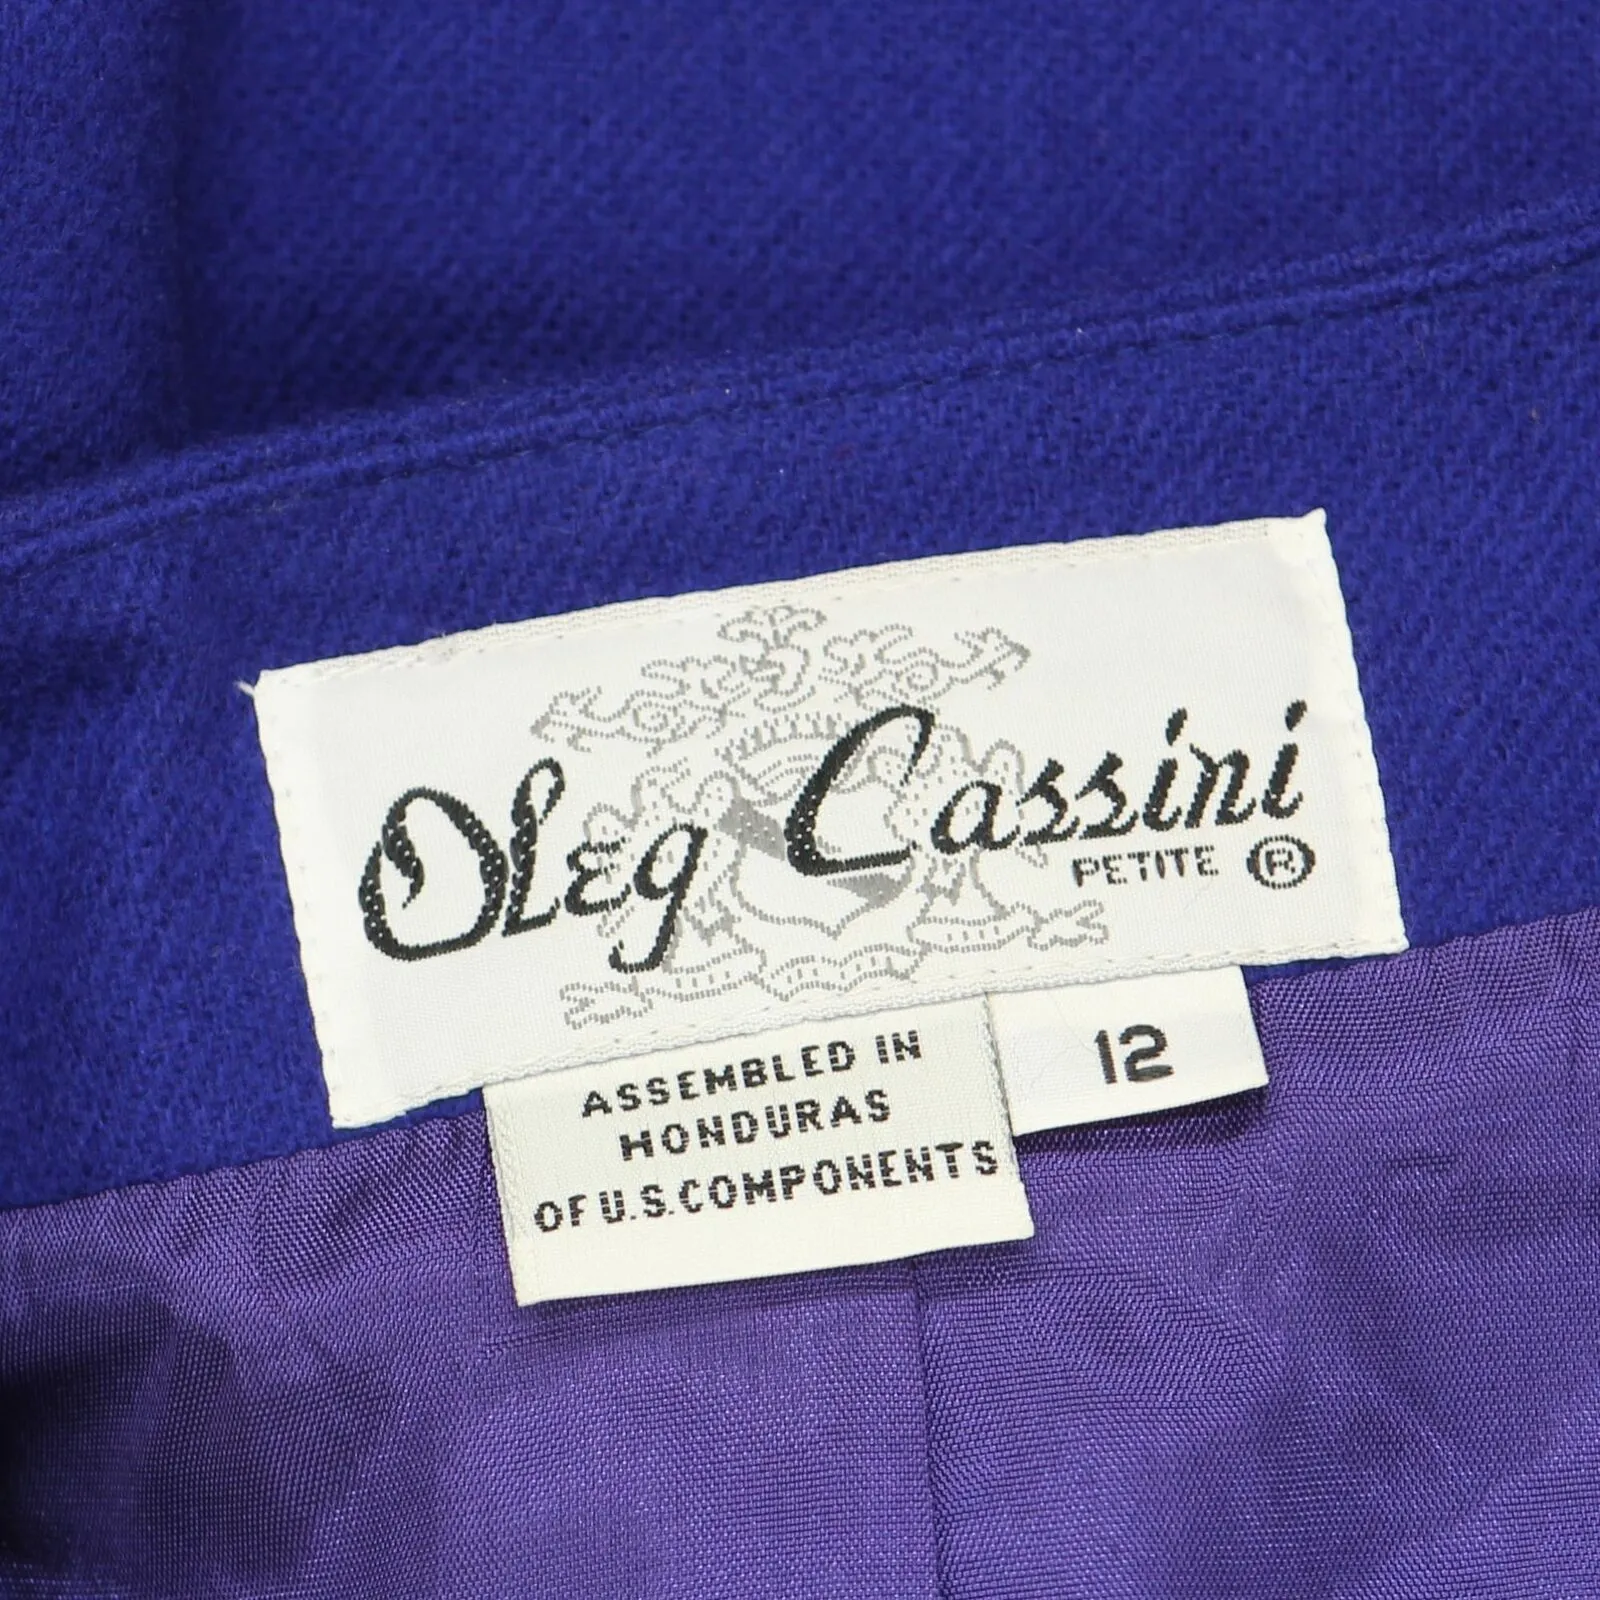 OLeg Cassini
PETITE ®
12
ASSEMBLED IN
HONDURAS
OF U.S. COMPONENTS